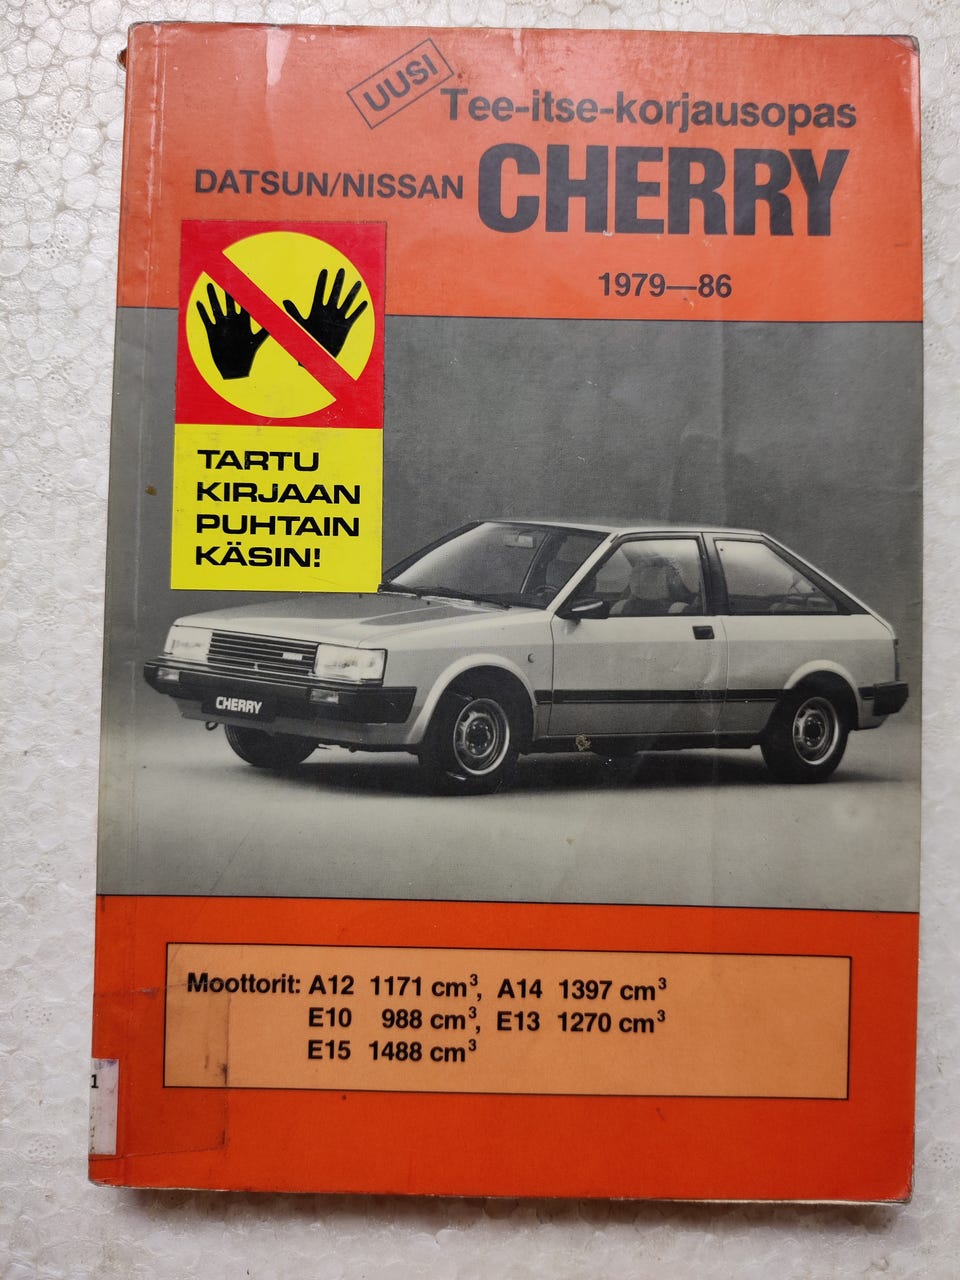 UUSI
Tee-itse-korjausopas
DATSUN/NISSAN CHERRY
1979—86
TARTU
KIRJAAN
PUHTAIN
KÄSIN!
CHERRY
Moottorit: A12 1171 cm³, A14 1397 cm³
E10 988 cm³, E13 1270 cm³
E15 1488 cm³
1